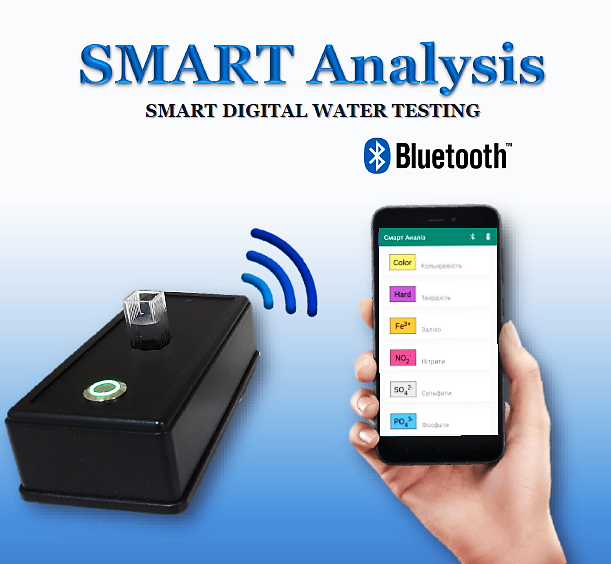 SMART Analysis
SMART DIGITAL WATER TESTING
Bluetooth™
Смарт Аналіз
Color Кольоровість
Hard Твердість
Fe³⁺ Залізо
NO₂⁻ Нітрити
SO₄²⁻ Сульфати
PO₄³⁻ Фосфати